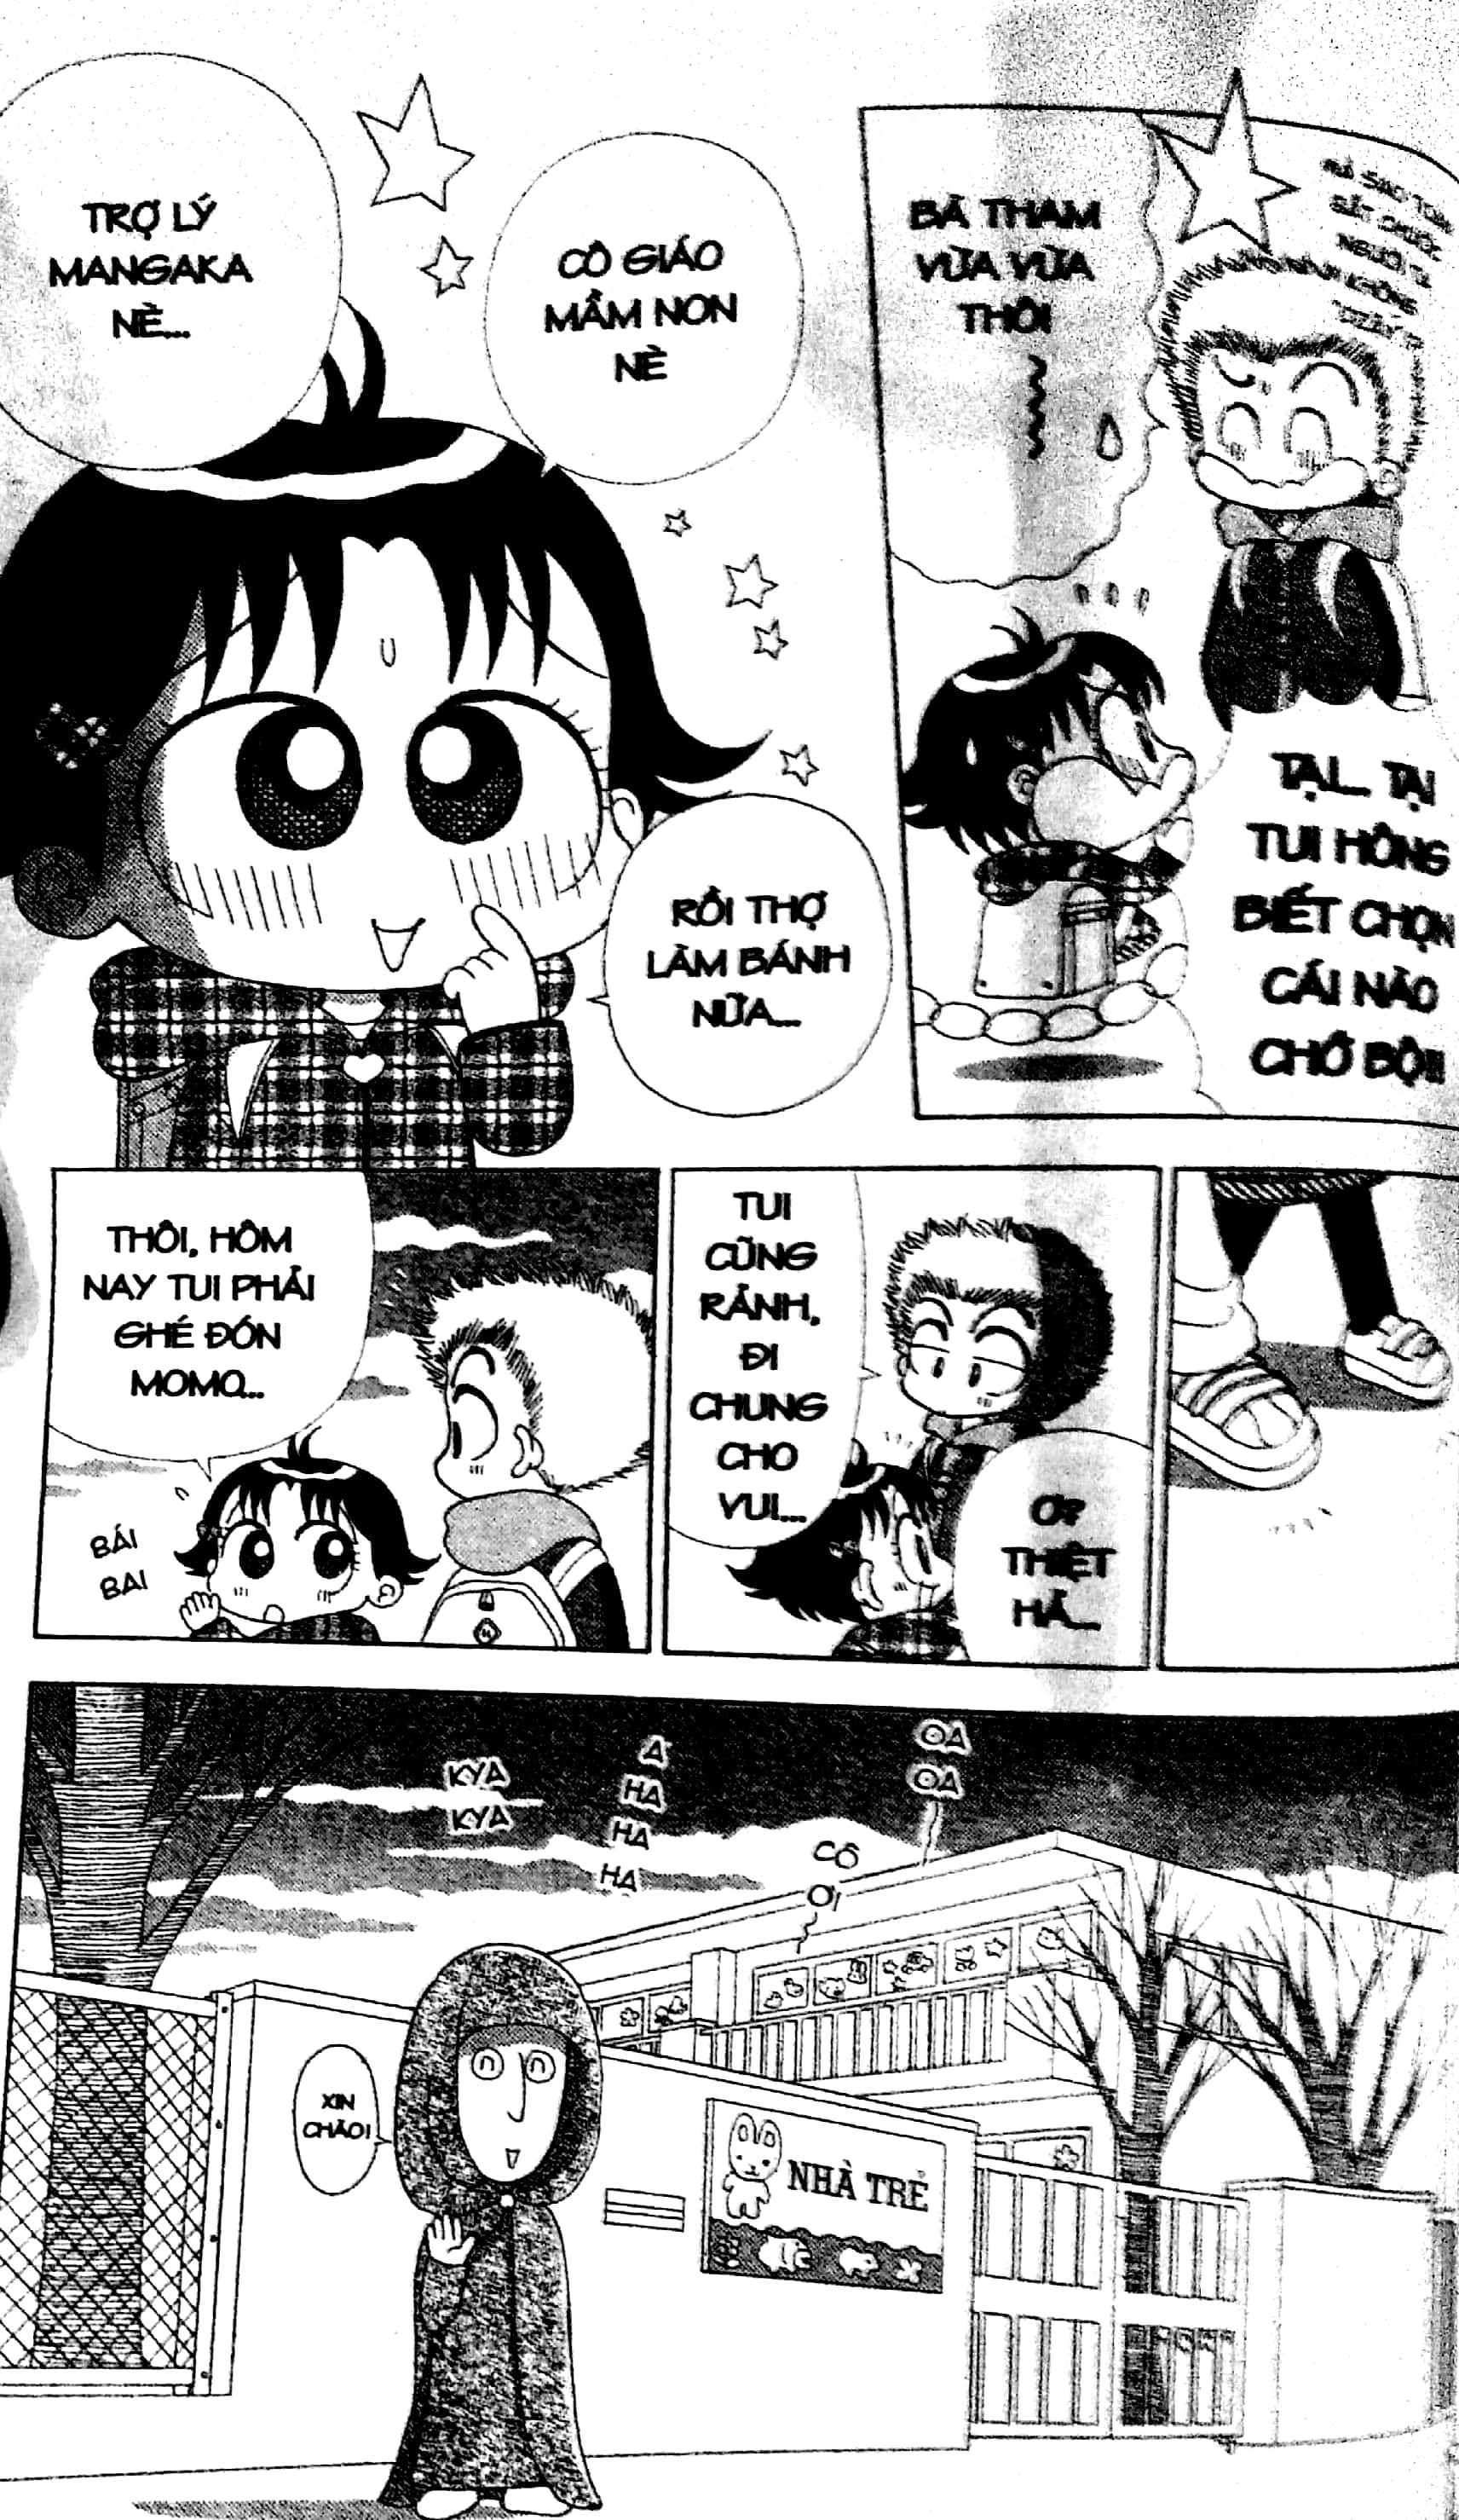 TRỢ LÝ
MANGAKA
NÈ...
CÔ GIÁO
MẦM NON
NÈ
RỒI THỢ
LÀM BÁNH
NỮA...
BÀ THAM
VỪA VỪA
THÔI
TẠI... TẠI
TUI HÔNG
BIẾT CHỌN
CÁI NÀO
CHỚ BỘ!!
THÔI, HÔM
NAY TUI PHẢI
GHÉ ĐÓN
MOMO...
BÁI
BAI
TUI
CŨNG
RẢNH,
ĐI
CHUNG
CHO
VUI...
Ơ?
THIỆT
HẢ...
KYA
KYA
A
HA
HA
HA
CÔ
ƠI
OA
OA
XIN
CHÀO!
NHÀ TRẺ